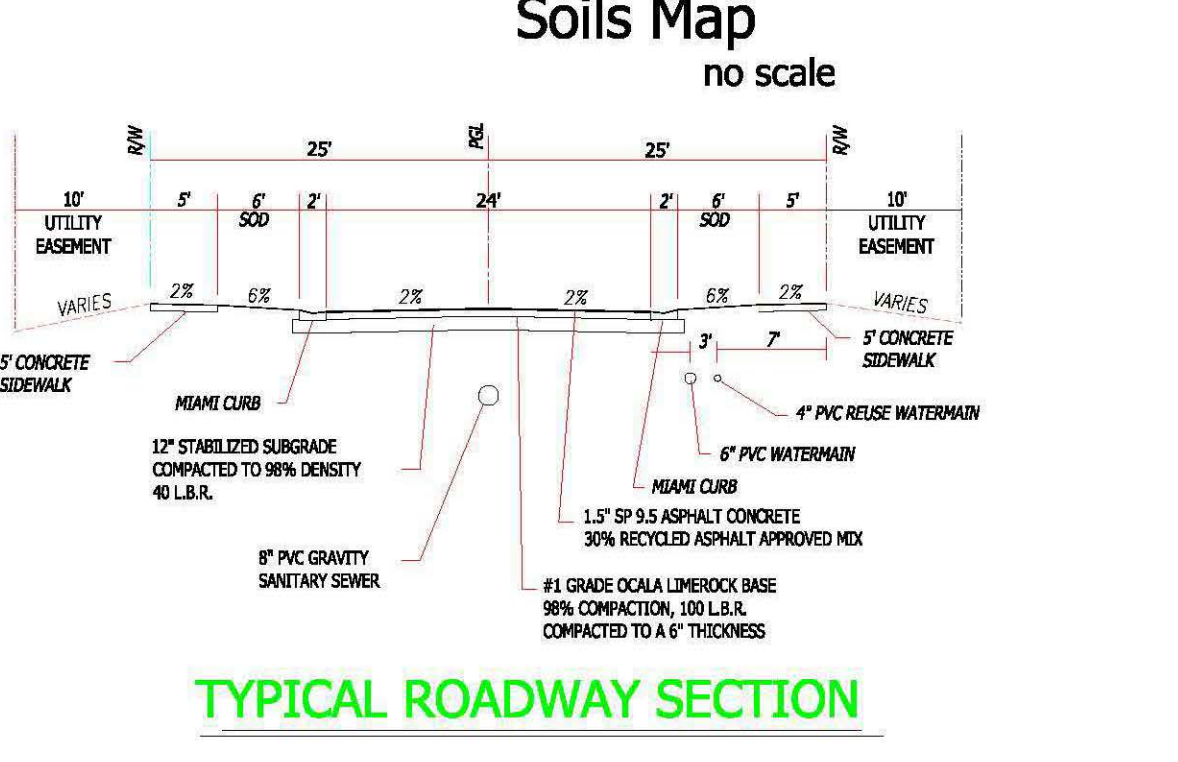 Soils Map
no scale
R/W
PGL
R/W
25'
25'
10'
5'
6'
2'
24'
2'
6'
5'
10'
UTILITY
EASEMENT
SOD
SOD
UTILITY
EASEMENT
VARIES
2%
6%
2%
2%
6%
2%
VARIES
3'
7'
5' CONCRETE
SIDEWALK
5' CONCRETE
SIDEWALK
MIAMI CURB
4" PVC REUSE WATERMAIN
12" STABILIZED SUBGRADE
COMPACTED TO 98% DENSITY
40 L.B.R.
6" PVC WATERMAIN
MIAMI CURB
1.5" SP 9.5 ASPHALT CONCRETE
30% RECYCLED ASPHALT APPROVED MIX
8" PVC GRAVITY
SANITARY SEWER
#1 GRADE OCALA LIMEROCK BASE
98% COMPACTION, 100 L.B.R.
COMPACTED TO A 6" THICKNESS
TYPICAL ROADWAY SECTION